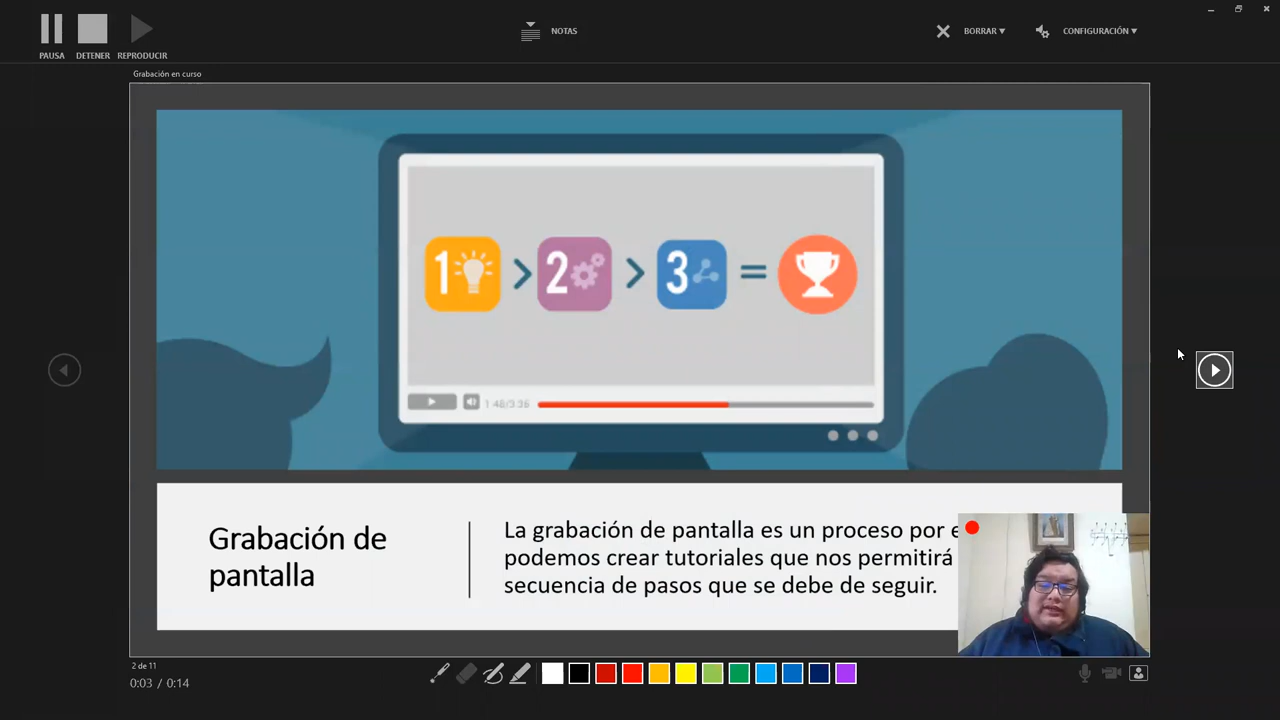 PAUSA
DETENER
REPRODUCIR
NOTAS
BORRAR
CONFIGURACIÓN
Grabación en curso
1 > 2 > 3 =
1:48/3:36
Grabación de
pantalla
La grabación de pantalla es un proceso por e
podemos crear tutoriales que nos permitirá
secuencia de pasos que se debe de seguir.
2 de 11
0:03 / 0:14